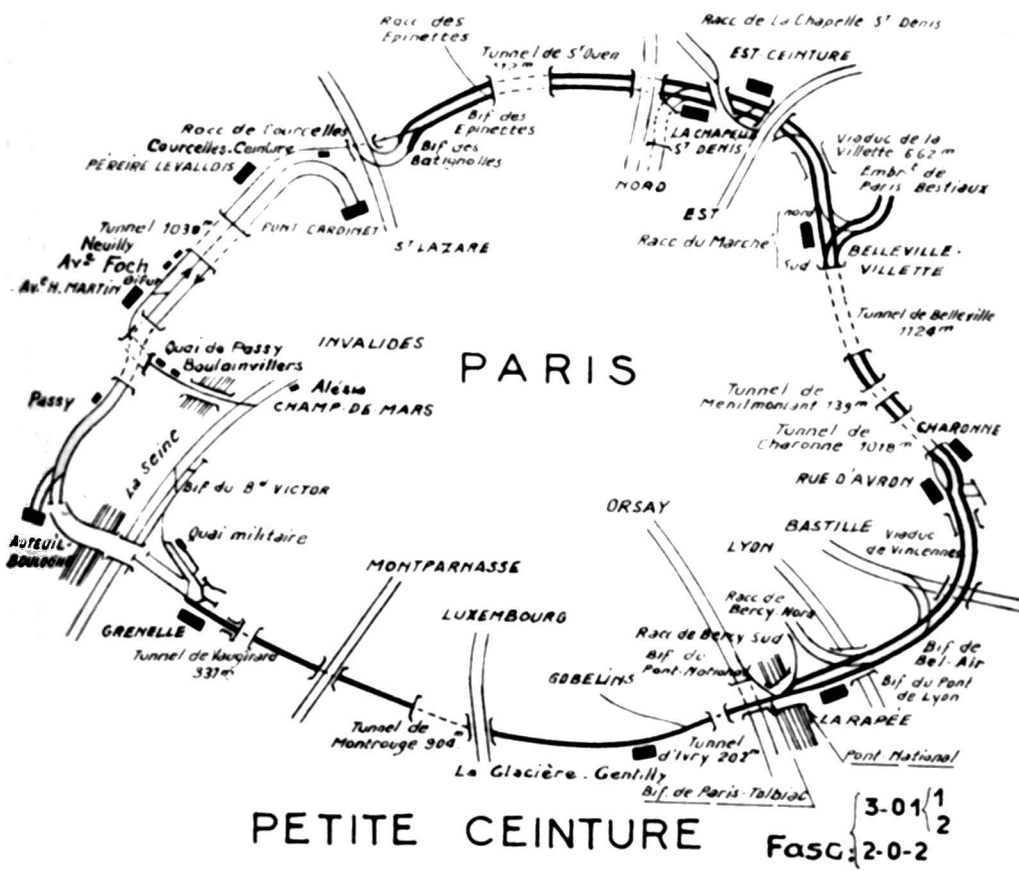 Racc des
Epinettes
Tunnel de St Ouen
Racc de La Chapelle St Denis
EST-CEINTURE
Bif des
Epinettes
Bif des
Batignolles
Racc de Courcelles
Courcelles-Ceinture
PÉREIRE LEVALLOIS
LA CHAPELLE
ST DENIS
NORD
EST
Viaduc de la
Villette 662m
Embrt de
Paris Bestiaux
nord
Racc du Marche
Sud
BELLEVILLE-
VILLETTE
PONT CARDINET
ST LAZARE
Neuilly
Ave Foch
Ave H. MARTIN
Bifur
Tunnel de Belleville
1124m
Quai de Passy
Boulainvillers
INVALIDES
PARIS
Alésia
CHAMP-DE-MARS
Passy
Tunnel de
Menilmontant 139m
Tunnel de
Charonne 1018m
CHARONNE
RUE D'AVRON
La Seine
Bif du Bd VICTOR
Quai militaire
AUTEUIL-
BOULOGNE
ORSAY
BASTILLE
Viaduc
de Vincennes
LYON
MONTPARNASSE
LUXEMBOURG
Racc de
Bercy-Nord
Racc de Bercy Sud
Bif du
Pont-National
GRENELLE
Tunnel de Vaugirard
331m
GOBELINS
Bif de
Bel-Air
Bif du Pont
de Lyon
LA RAPÉE
Pont National
Tunnel de
Montrouge 904m
Tunnel
d'Ivry 202m
La Glacière-Gentilly
Bif. de Paris-Tolbiac
PETITE CEINTURE
Fasc:
3-01
1
2
2-0-2